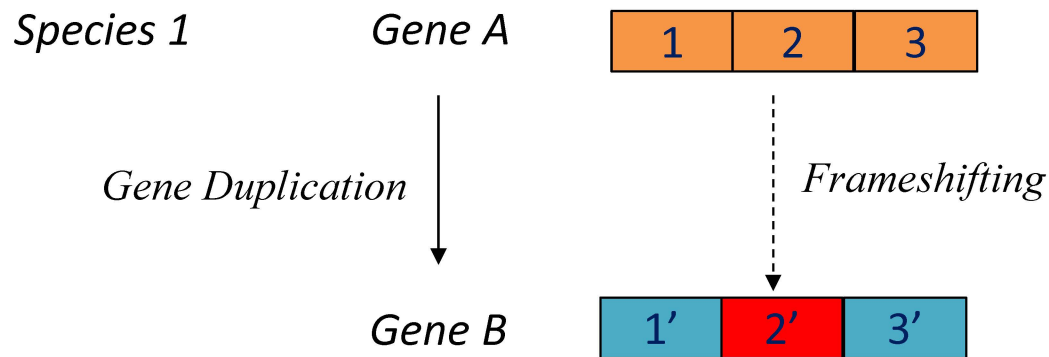 Species 1 Gene A 1 2 3
Gene Duplication Frameshifting
Gene B 1’ 2’ 3’